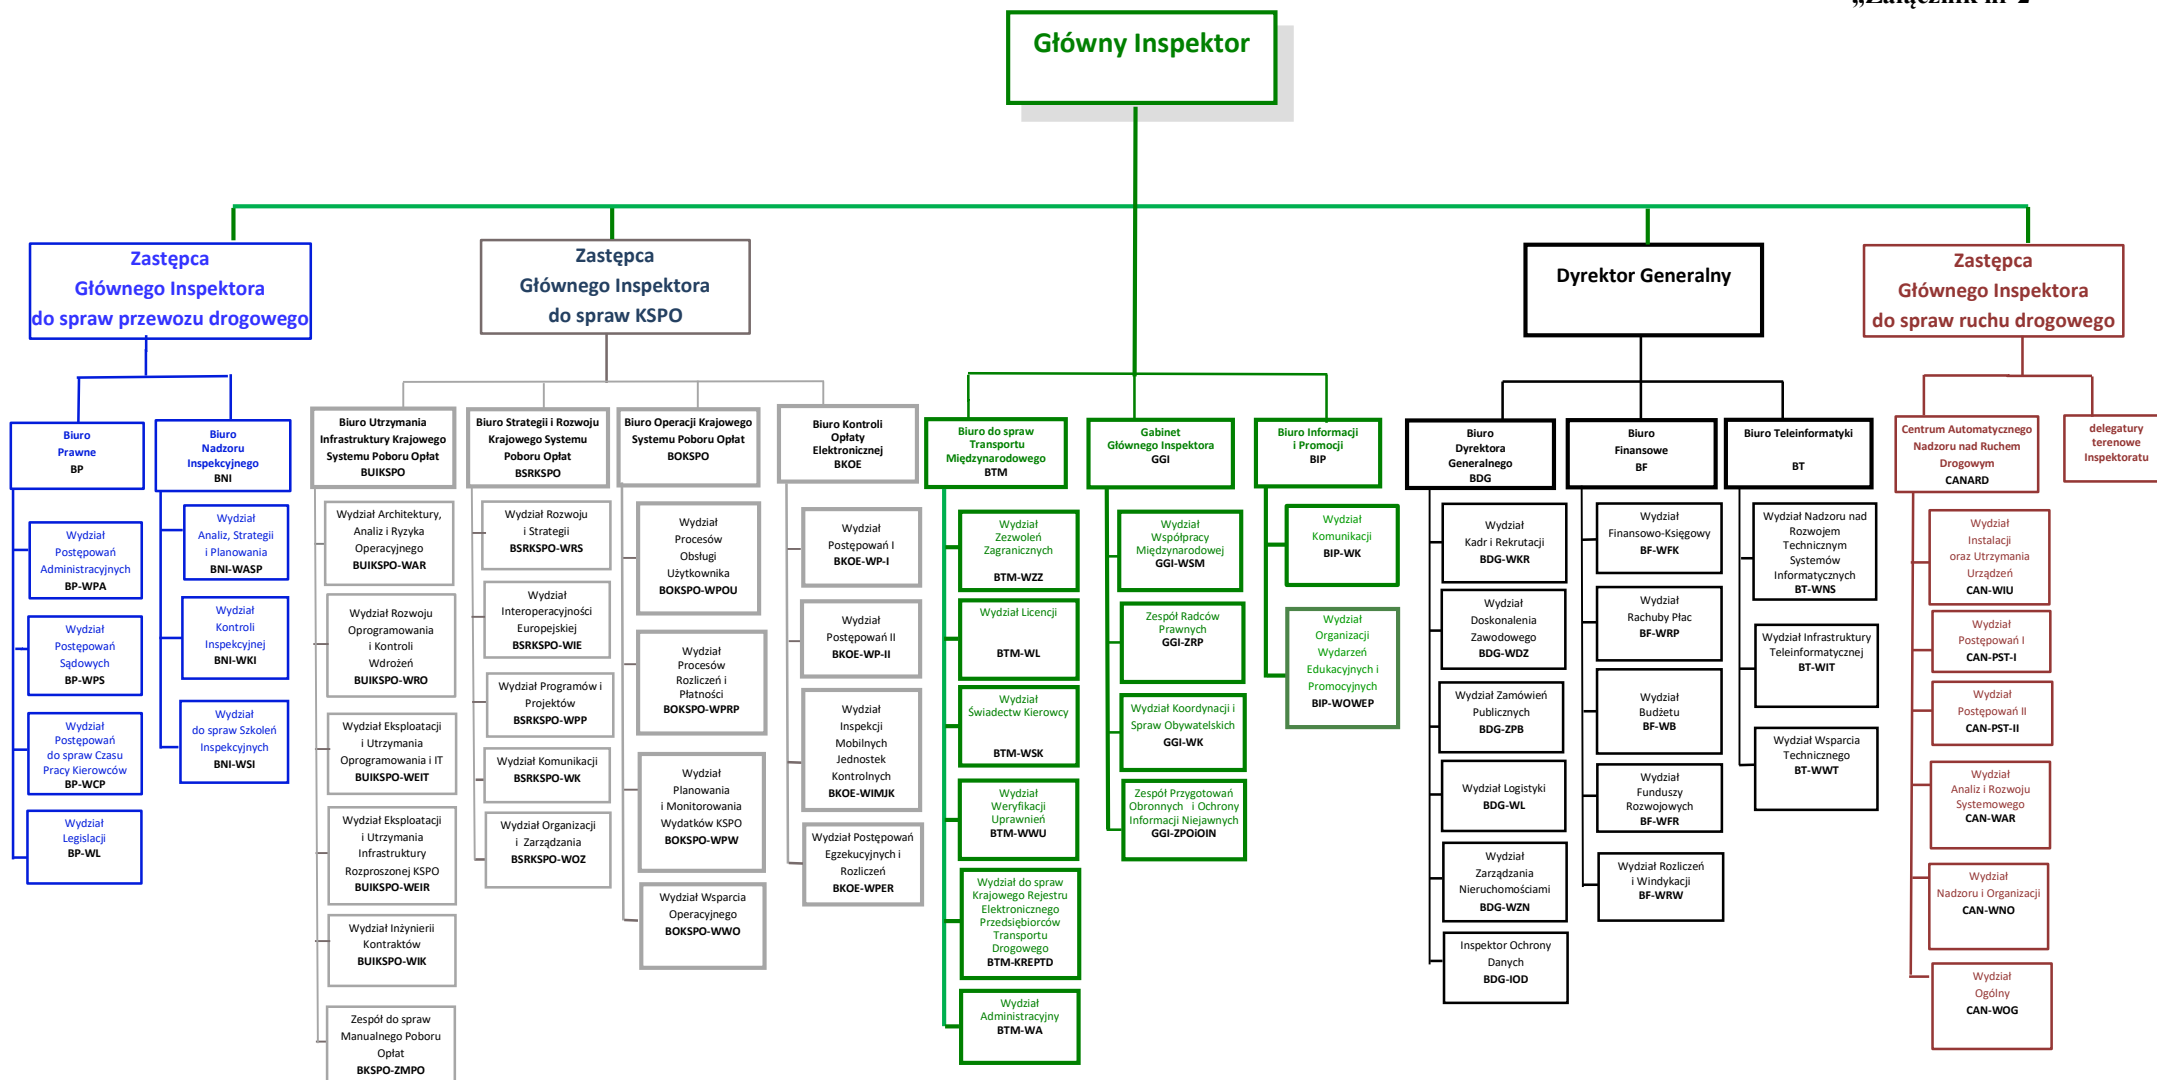 „Załącznik nr 2
Główny Inspektor
Zastępca
Głównego Inspektora
do spraw przewozu drogowego
Zastępca
Głównego Inspektora
do spraw KSPO
Dyrektor Generalny
Zastępca
Głównego Inspektora
do spraw ruchu drogowego
Biuro
Prawne
BP
Wydział
Postępowań
Administracyjnych
BP-WPA
Wydział
Postępowań
Sądowych
BP-WPS
Wydział
Postępowań
do spraw Czasu
Pracy Kierowców
BP-WCP
Wydział
Legislacji
BP-WL
Biuro
Nadzoru
Inspekcyjnego
BNI
Wydział
Analiz, Strategii
i Planowania
BNI-WASP
Wydział
Kontroli
Inspekcyjnej
BNI-WKI
Wydział
do spraw Szkoleń
Inspekcyjnych
BNI-WSI
Biuro Utrzymania
Infrastruktury Krajowego
Systemu Poboru Opłat
BUIKSPO
Wydział Architektury,
Analiz i Ryzyka
Operacyjnego
BUIKSPO-WAR
Wydział Rozwoju
Oprogramowania
i Kontroli
Wdrożeń
BUIKSPO-WRO
Wydział Eksploatacji
i Utrzymania
Oprogramowania i IT
BUIKSPO-WEIT
Wydział Eksploatacji
i Utrzymania
Infrastruktury
Rozproszonej KSPO
BUIKSPO-WEIR
Wydział Inżynierii
Kontraktów
BUIKSPO-WIK
Zespół do spraw
Manualnego Poboru
Opłat
BKSPO-ZMPO
Biuro Strategii i Rozwoju
Krajowego Systemu
Poboru Opłat
BSRKSPO
Wydział Rozwoju
i Strategii
BSRKSPO-WRS
Wydział
Interoperacyjności
Europejskiej
BSRKSPO-WIE
Wydział Programów i
Projektów
BSRKSPO-WPP
Wydział Komunikacji
BSRKSPO-WK
Wydział Organizacji
i Zarządzania
BSRKSPO-WOZ
Biuro Operacji Krajowego
Systemu Poboru Opłat
BOKSPO
Wydział
Procesów
Obsługi
Użytkownika
BOKSPO-WPOU
Wydział
Procesów
Rozliczeń i
Płatności
BOKSPO-WPRP
Wydział
Planowania
i Monitorowania
Wydatków KSPO
BOKSPO-WPW
Wydział Wsparcia
Operacyjnego
BOKSPO-WWO
Biuro Kontroli
Opłaty
Elektronicznej
BKOE
Wydział
Postępowań I
BKOE-WP-I
Wydział
Postępowań II
BKOE-WP-II
Wydział
Inspekcji
Mobilnych
Jednostek
Kontrolnych
BKOE-WIMJK
Wydział Postępowań
Egzekucyjnych i
Rozliczeń
BKOE-WPER
Biuro do spraw
Transportu
Międzynarodowego
BTM
Wydział
Zezwoleń
Zagranicznych
BTM-WZZ
Wydział Licencji
BTM-WL
Wydział
Świadectw Kierowcy
BTM-WSK
Wydział
Weryfikacji
Uprawnień
BTM-WWU
Wydział do spraw
Krajowego Rejestru
Elektronicznego
Przedsiębiorców
Transportu
Drogowego
BTM-KREPTD
Wydział
Administracyjny
BTM-WA
Gabinet
Głównego Inspektora
GGI
Wydział
Współpracy
Międzynarodowej
GGI-WSM
Zespół Radców
Prawnych
GGI-ZRP
Wydział Koordynacji i
Spraw Obywatelskich
GGI-WK
Zespół Przygotowań
Obronnych i Ochrony
Informacji Niejawnych
GGI-ZPOiOIN
Biuro Informacji
i Promocji
BIP
Wydział
Komunikacji
BIP-WK
Wydział
Organizacji
Wydarzeń
Edukacyjnych i
Promocyjnych
BIP-WOWEP
Biuro
Dyrektora
Generalnego
BDG
Wydział
Kadr i Rekrutacji
BDG-WKR
Wydział
Doskonalenia
Zawodowego
BDG-WDZ
Wydział Zamówień
Publicznych
BDG-ZPB
Wydział Logistyki
BDG-WL
Wydział
Zarządzania
Nieruchomościami
BDG-WZN
Inspektor Ochrony
Danych
BDG-IOD
Biuro
Finansowe
BF
Wydział
Finansowo-Księgowy
BF-WFK
Wydział
Rachuby Płac
BF-WRP
Wydział
Budżetu
BF-WB
Wydział
Funduszy
Rozwojowych
BF-WFR
Wydział Rozliczeń
i Windykacji
BF-WRW
Biuro Teleinformatyki
BT
Wydział Nadzoru nad
Rozwojem
Technicznym
Systemów
Informatycznych
BT-WNS
Wydział Infrastruktury
Teleinformatycznej
BT-WIT
Wydział Wsparcia
Technicznego
BT-WWT
Centrum Automatycznego
Nadzoru nad Ruchem
Drogowym
CANARD
Wydział
Instalacji
oraz Utrzymania
Urządzeń
CAN-WIU
Wydział
Postępowań I
CAN-PST-I
Wydział
Postępowań II
CAN-PST-II
Wydział
Analiz i Rozwoju
Systemowego
CAN-WAR
Wydział
Nadzoru i Organizacji
CAN-WNO
Wydział
Ogólny
CAN-WOG
delegatury
terenowe
Inspektoratu